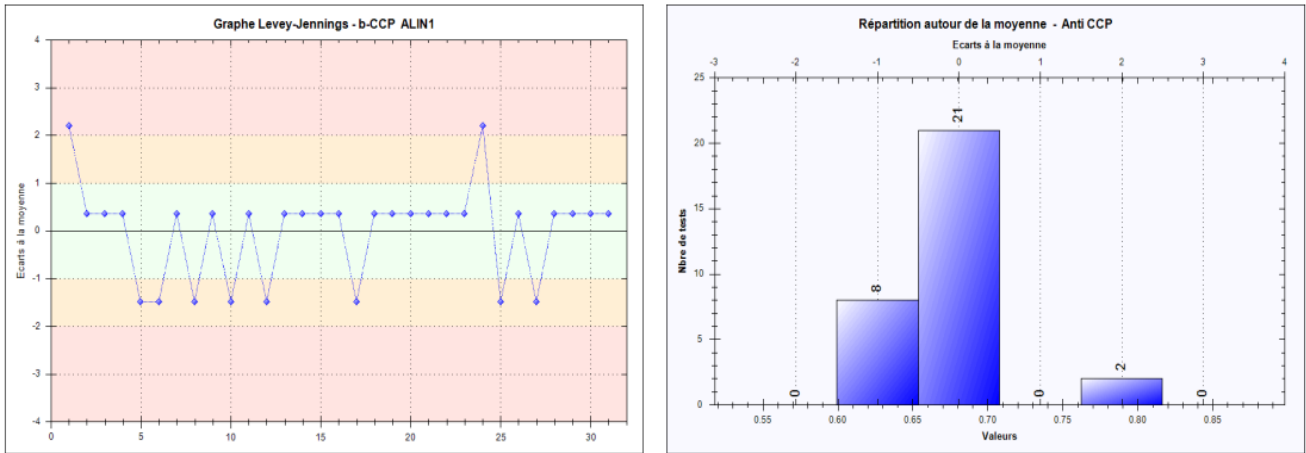 Graphe Levey-Jennings - b-CCP ALIN1
4
3
2
1
0
-1
-2
-3
-4
Ecarts à la moyenne
0 5 10 15 20 25 30
Répartition autour de la moyenne - Anti CCP
Ecarts à la moyenne
-3 -2 -1 0 1 2 3 4
25
20
15
10
5
0
Nbre de tests
0 8 21 0 2 0
0.55 0.60 0.65 0.70 0.75 0.80 0.85
Valeurs